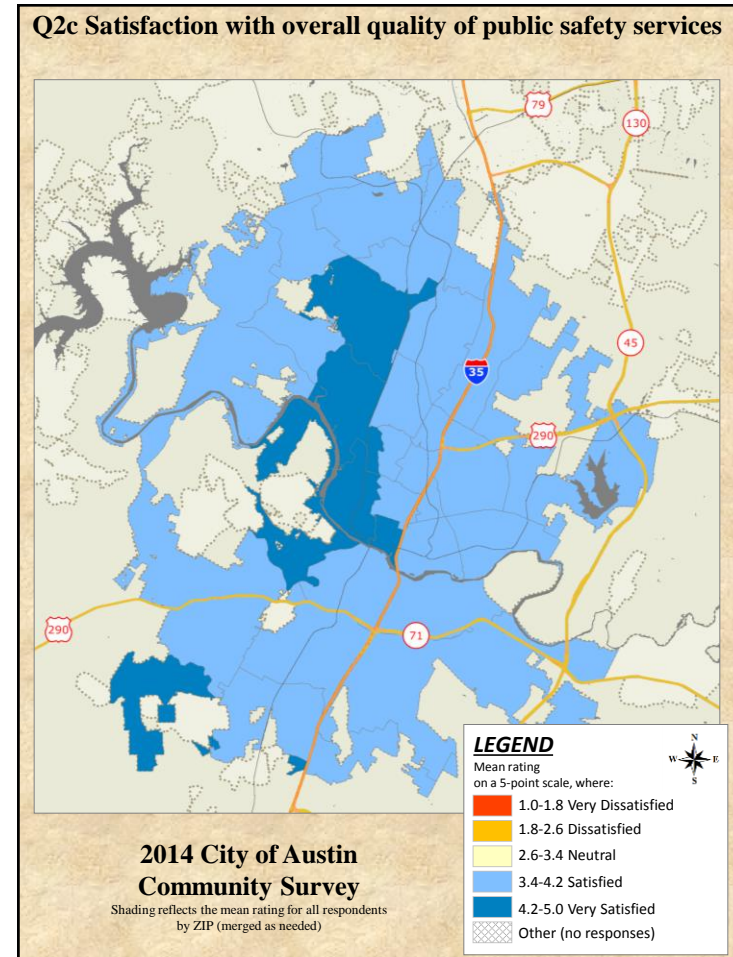 Q2c Satisfaction with overall quality of public safety services
79
130
45
35
290
290
71
LEGEND
Mean rating
on a 5-point scale, where:
N
W E
S
1.0-1.8 Very Dissatisfied
1.8-2.6 Dissatisfied
2.6-3.4 Neutral
3.4-4.2 Satisfied
4.2-5.0 Very Satisfied
Other (no responses)
2014 City of Austin
Community Survey
Shading reflects the mean rating for all respondents
by ZIP (merged as needed)